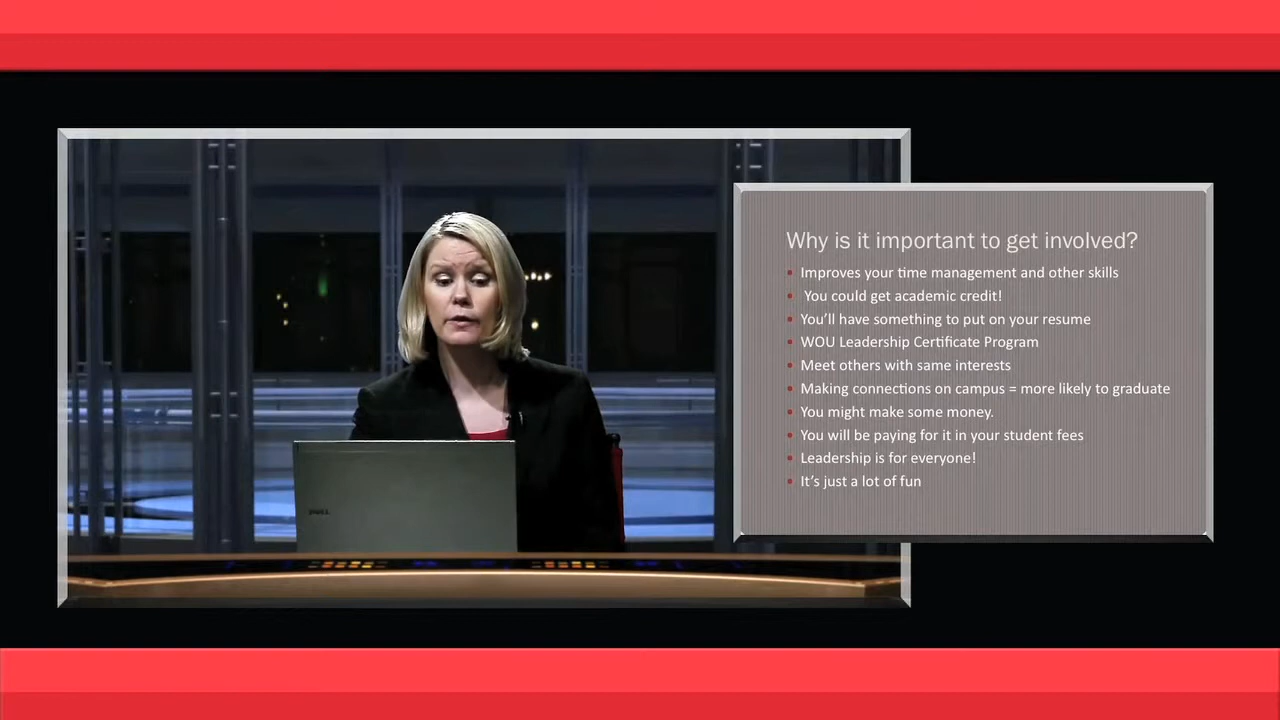 Why is it important to get involved?
Improves your time management and other skills
You could get academic credit!
You'll have something to put on your resume
WOU Leadership Certificate Program
Meet others with same interests
Making connections on campus = more likely to graduate
You might make some money.
You will be paying for it in your student fees
Leadership is for everyone!
It's just a lot of fun
DELL